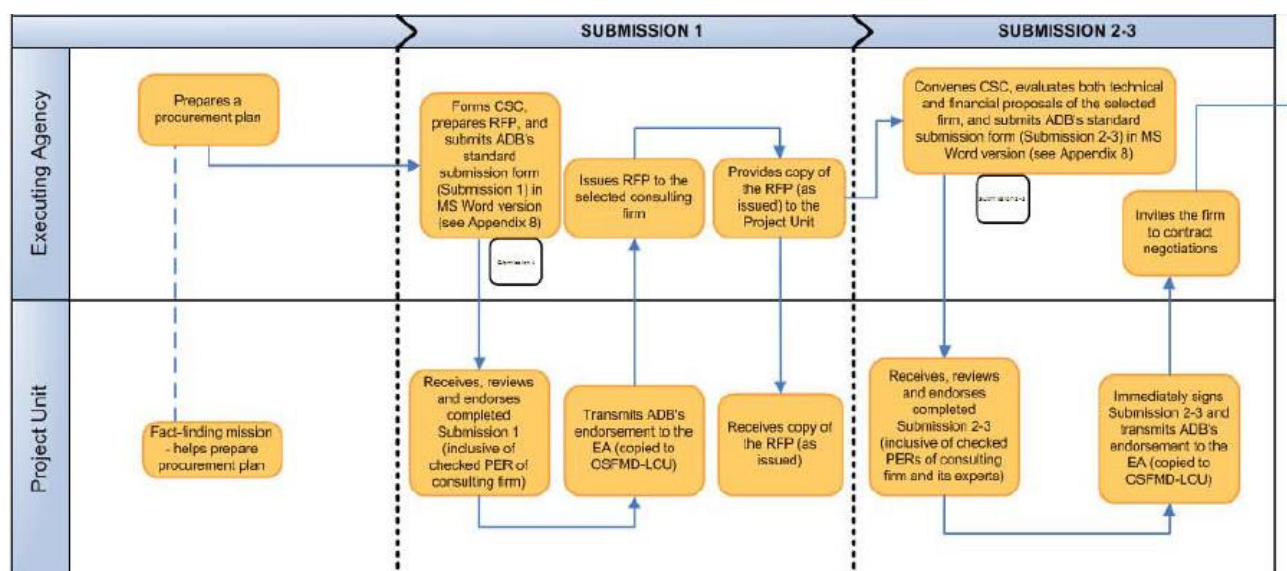 SUBMISSION 1
SUBMISSION 2-3
Executing Agency
Prepares a
procurement plan
Forms CSC,
prepares RFP, and
submits ADB's
standard
submission form
(Submission 1) in
MS Word version
(see Appendix 8)
Submission 1
Issues RFP to the
selected consulting
firm
Provides copy of
the RFP (as
issued) to the
Project Unit
Convenes CSC, evaluates both technical
and financial proposals of the selected
firm, and submits ADB's standard
submission form (Submission 2-3) in MS
Word version (see Appendix 8)
Submission 2-3
Invites the firm
to contract
negotiations
Project Unit
Fact-finding mission
- helps prepare
procurement plan
Receives, reviews
and endorses
completed
Submission 1
(inclusive of
checked PER of
consulting firm)
Transmits ADB's
endorsement to the
EA (copied to
OSFMD-LCU)
Receives copy of
the RFP (as
issued)
Receives, reviews
and endorses
completed
Submission 2-3
(inclusive of checked
PERs of consulting
firm and its experts)
Immediately signs
Submission 2-3 and
transmits ADB's
endorsement to the
EA (copied to
OSFMD-LCU)